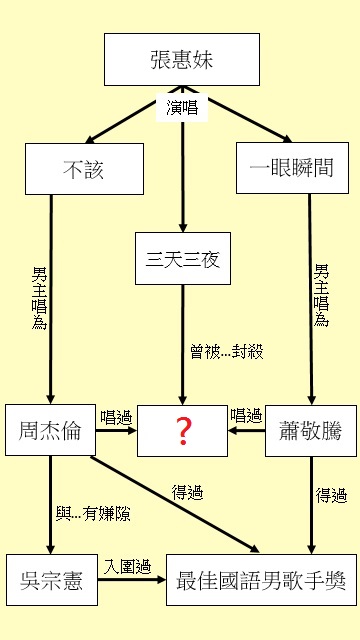 張惠妹
演唱
不該
一眼瞬間
三天三夜
男主唱為
男主唱為
曾被...封殺
周杰倫
唱過
?
唱過
蕭敬騰
得過
得過
與...有嫌隙
吳宗憲
入圍過
最佳國語男歌手獎